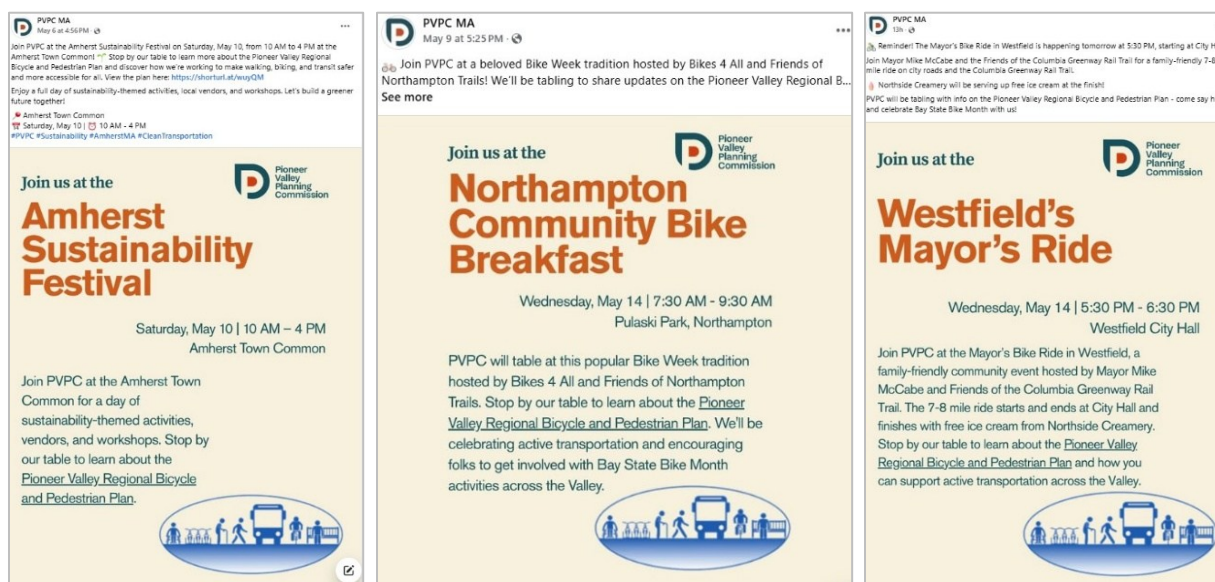 PVPC MA
May 6 at 4:56 PM ·
Join PVPC at the Amherst Sustainability Festival on Saturday, May 10, from 10 AM to 4 PM at the
Amherst Town Common! 🌱 Stop by our table to learn more about the Pioneer Valley Regional
Bicycle and Pedestrian Plan and discover how we're working to make walking, biking, and transit safer
and more accessible for all. View the plan here: https://shorturl.at/wuyQM
Enjoy a full day of sustainability-themed activities, local vendors, and workshops. Let's build a greener
future together!
📍 Amherst Town Common
📅 Saturday, May 10 | ⏰ 10 AM - 4 PM
#PVPC #Sustainability #AmherstMA #CleanTransportation
Join us at the
Pioneer
Valley
Planning
Commission
Amherst
Sustainability
Festival
Saturday, May 10 | 10 AM – 4 PM
Amherst Town Common
Join PVPC at the Amherst Town
Common for a day of
sustainability-themed activities,
vendors, and workshops. Stop by
our table to learn about the
Pioneer Valley Regional Bicycle
and Pedestrian Plan.
PVPC MA
May 9 at 5:25 PM ·
🚲 Join PVPC at a beloved Bike Week tradition hosted by Bikes 4 All and Friends of
Northampton Trails! We'll be tabling to share updates on the Pioneer Valley Regional B...
See more
Join us at the
Pioneer
Valley
Planning
Commission
Northampton
Community Bike
Breakfast
Wednesday, May 14 | 7:30 AM - 9:30 AM
Pulaski Park, Northampton
PVPC will table at this popular Bike Week tradition
hosted by Bikes 4 All and Friends of Northampton
Trails. Stop by our table to learn about the Pioneer
Valley Regional Bicycle and Pedestrian Plan. We'll be
celebrating active transportation and encouraging
folks to get involved with Bay State Bike Month
activities across the Valley.
PVPC MA
13h ·
🚴 Reminder! The Mayor's Bike Ride in Westfield is happening tomorrow at 5:30 PM, starting at City H
Join Mayor Mike McCabe and the Friends of the Columbia Greenway Rail Trail for a family-friendly 7-8
mile ride on city roads and the Columbia Greenway Rail Trail.
🍦 Northside Creamery will be serving up free ice cream at the finish!
PVPC will be tabling with info on the Pioneer Valley Regional Bicycle and Pedestrian Plan - come say h
and celebrate Bay State Bike Month with us!
Join us at the
Pioneer
Valley
Planning
Commission
Westfield's
Mayor's Ride
Wednesday, May 14 | 5:30 PM - 6:30 PM
Westfield City Hall
Join PVPC at the Mayor's Bike Ride in Westfield, a
family-friendly community event hosted by Mayor Mike
McCabe and Friends of the Columbia Greenway Rail
Trail. The 7-8 mile ride starts and ends at City Hall and
finishes with free ice cream from Northside Creamery.
Stop by our table to learn about the Pioneer Valley
Regional Bicycle and Pedestrian Plan and how you
can support active transportation across the Valley.